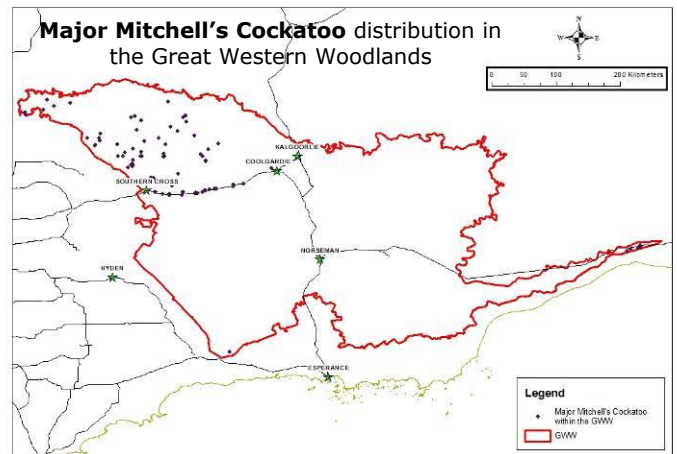 Major Mitchell's Cockatoo distribution in
the Great Western Woodlands
N
W E
S
0 50 100 200 Kilometers
KALGOORLIE
COOLGARDIE
SOUTHERN CROSS
NORSEMAN
HYDEN
ESPERANCE
Legend
Major Mitchell's Cockatoo
within the GWW
GWW